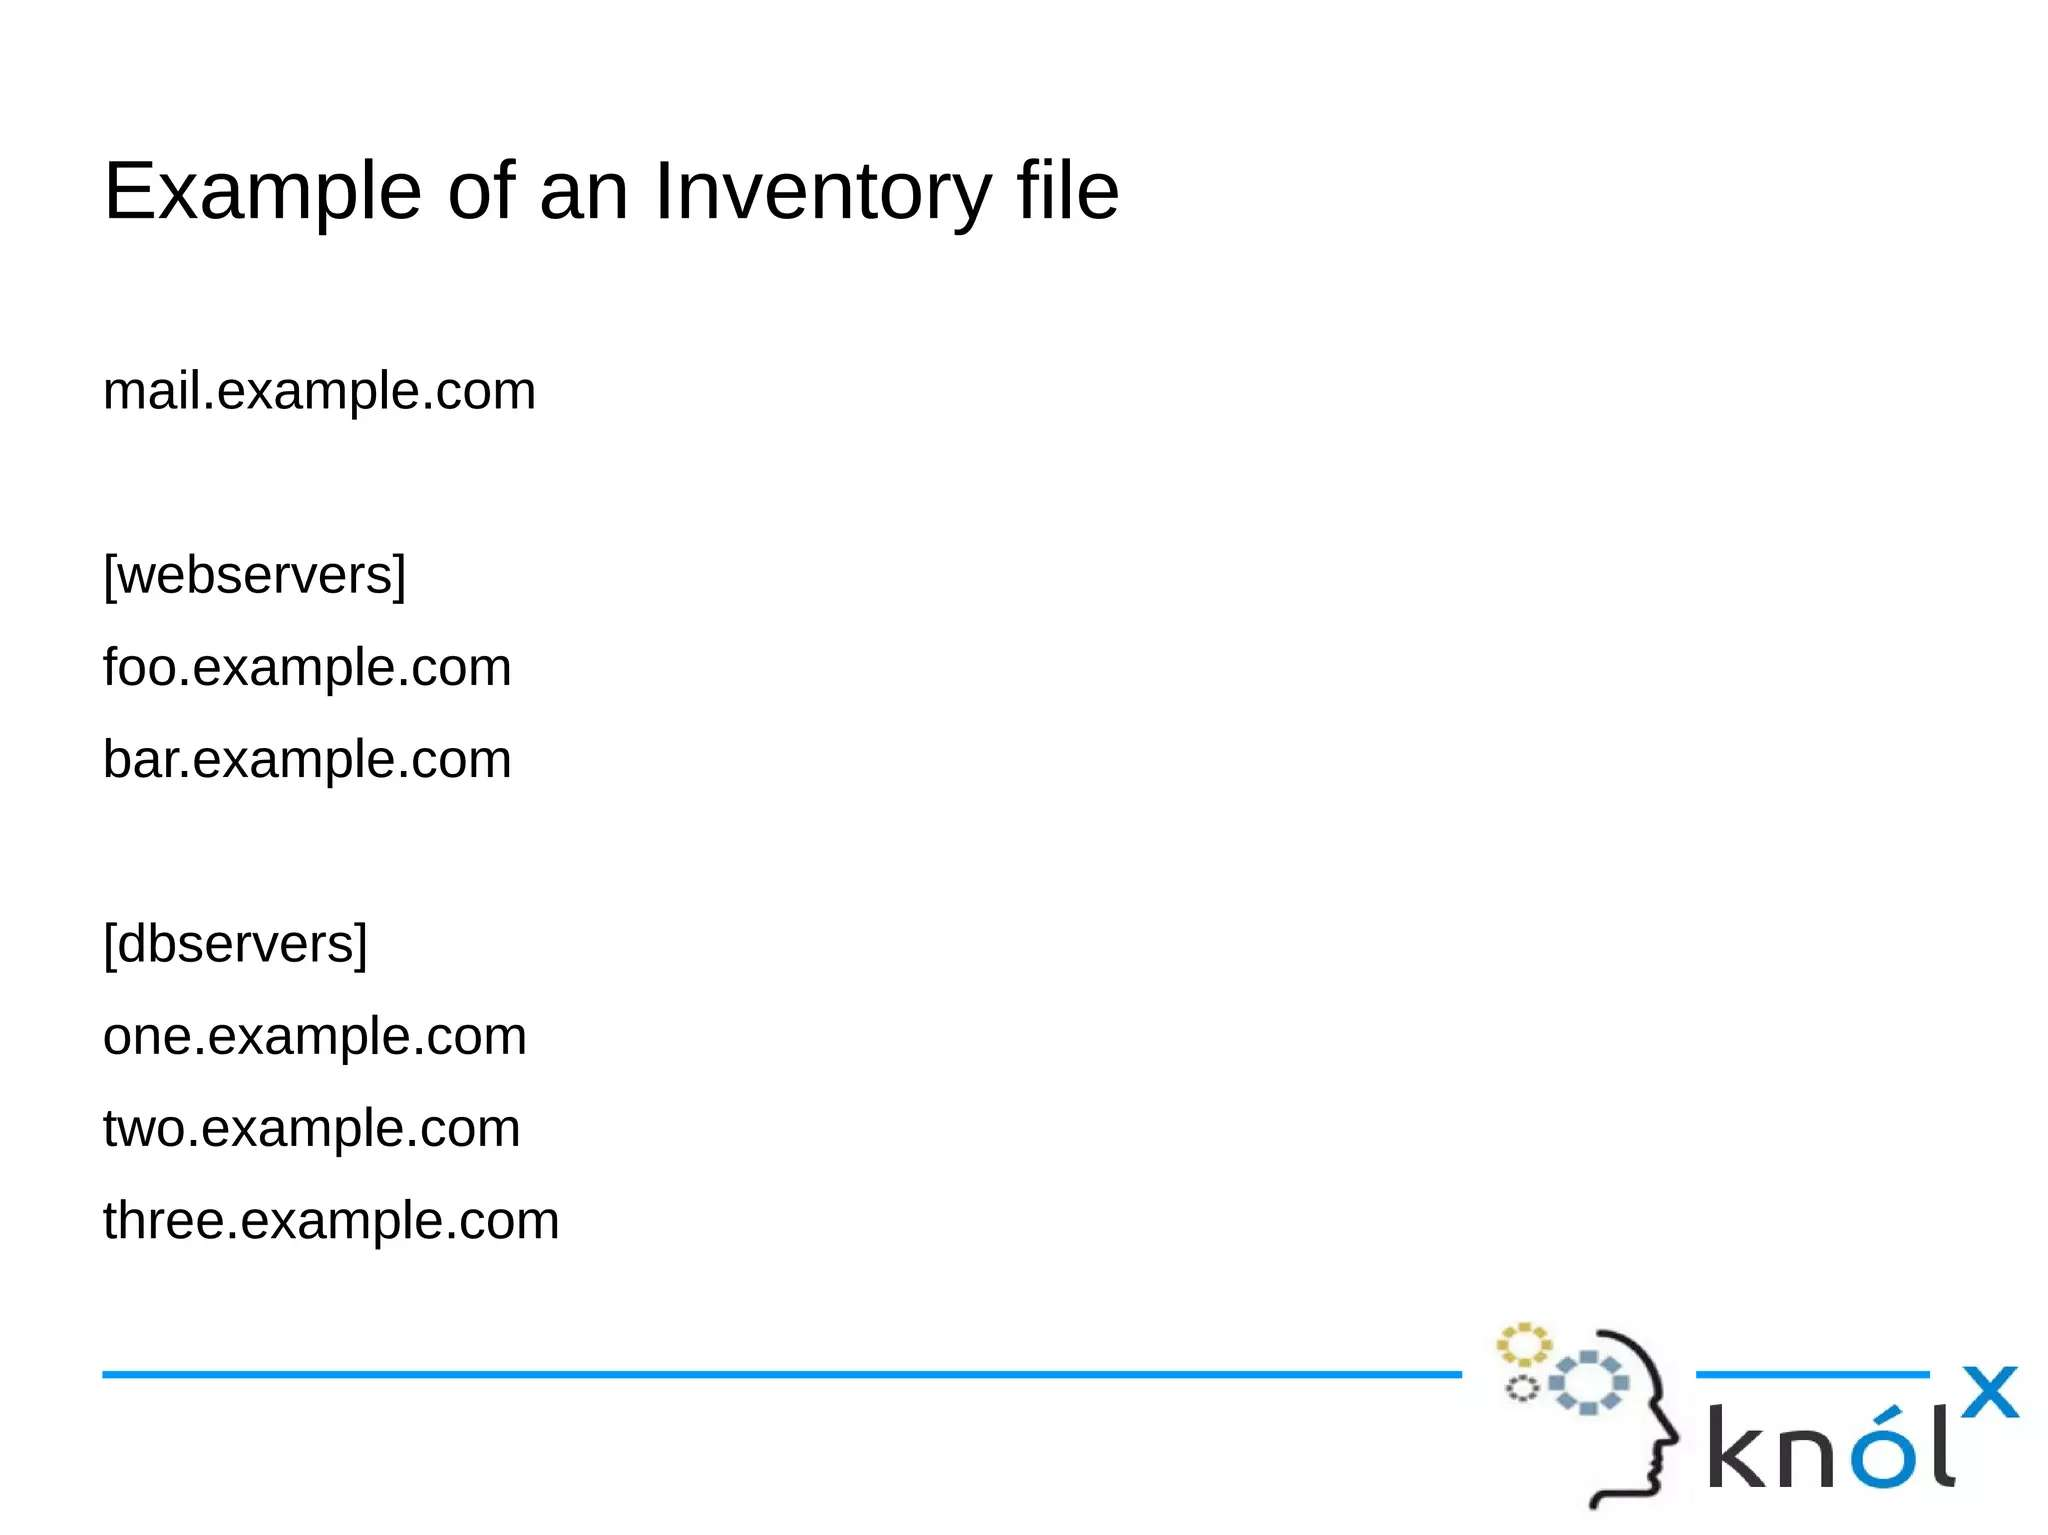 Example of an Inventory file
mail.example.com
[webservers]
foo.example.com
bar.example.com
[dbservers]
one.example.com
two.example.com
three.example.com
knólx